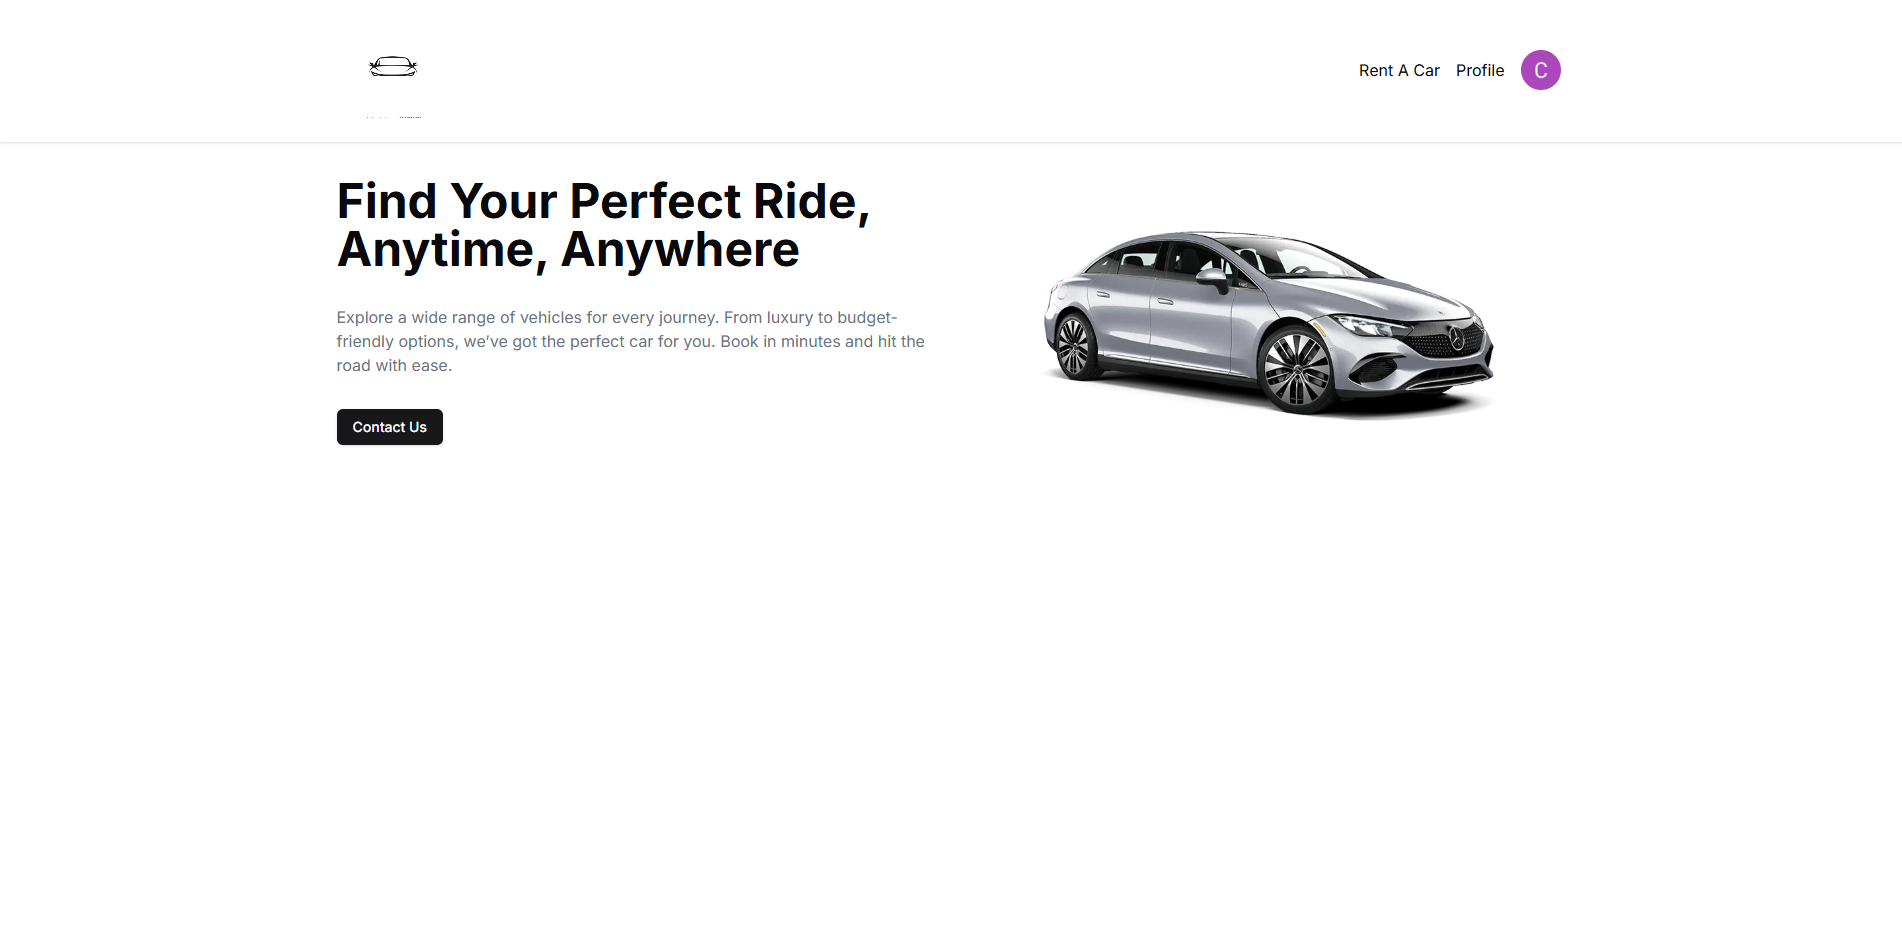 Rent A Car
Profile
C
Find Your Perfect Ride,
Anytime, Anywhere
Explore a wide range of vehicles for every journey. From luxury to budget-
friendly options, we’ve got the perfect car for you. Book in minutes and hit the
road with ease.
Contact Us